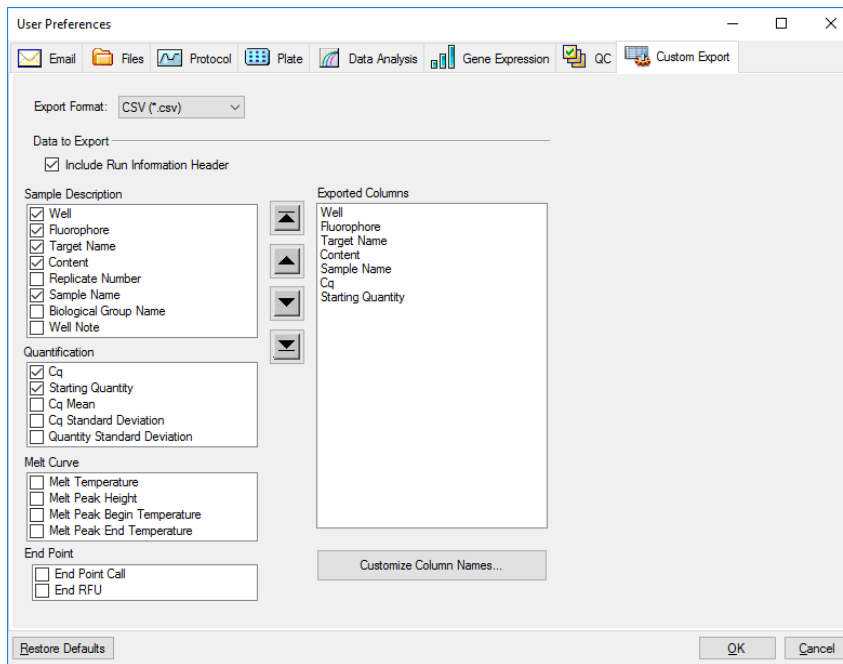 User Preferences
Email Files Protocol Plate Data Analysis Gene Expression QC Custom Export
Export Format: CSV (*.csv)
Data to Export
Include Run Information Header
Sample Description
Well
Fluorophore
Target Name
Content
Replicate Number
Sample Name
Biological Group Name
Well Note
Quantification
Cq
Starting Quantity
Cq Mean
Cq Standard Deviation
Quantity Standard Deviation
Melt Curve
Melt Temperature
Melt Peak Height
Melt Peak Begin Temperature
Melt Peak End Temperature
End Point
End Point Call
End RFU
Exported Columns
Well
Fluorophore
Target Name
Content
Sample Name
Cq
Starting Quantity
Customize Column Names...
Restore Defaults OK Cancel